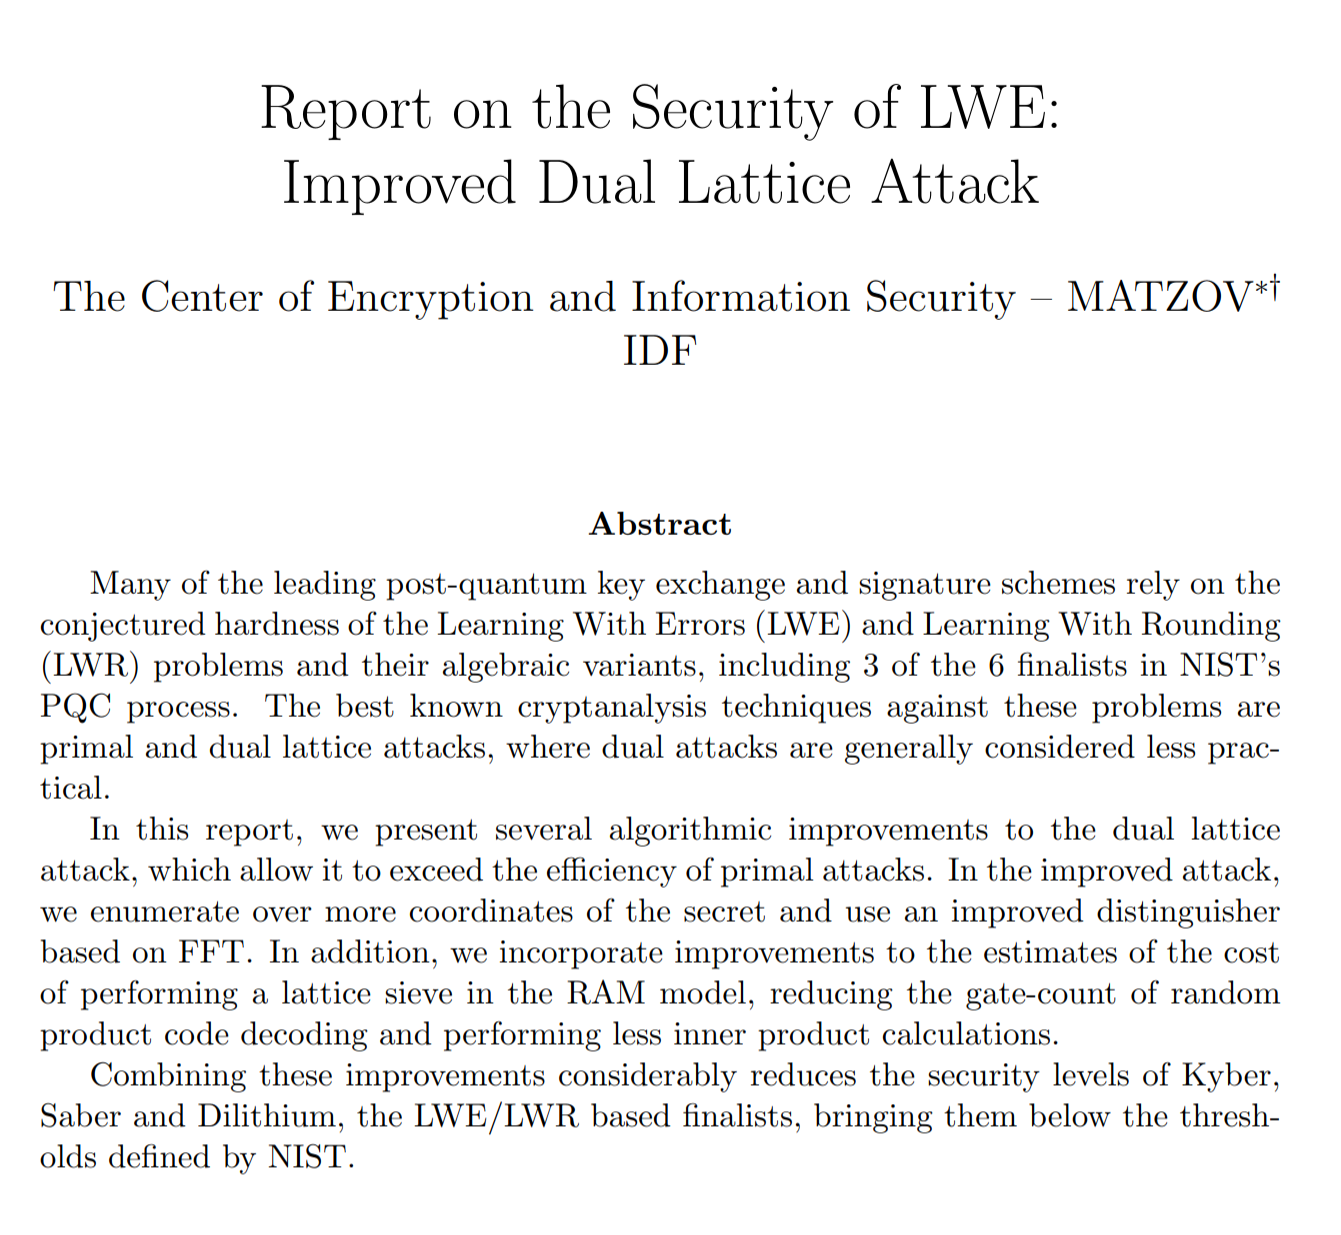 Report on the Security of LWE:
Improved Dual Lattice Attack
The Center of Encryption and Information Security – MATZOV*†
IDF
Abstract
Many of the leading post-quantum key exchange and signature schemes rely on the
conjectured hardness of the Learning With Errors (LWE) and Learning With Rounding
(LWR) problems and their algebraic variants, including 3 of the 6 finalists in NIST's
PQC process. The best known cryptanalysis techniques against these problems are
primal and dual lattice attacks, where dual attacks are generally considered less prac-
tical.
In this report, we present several algorithmic improvements to the dual lattice
attack, which allow it to exceed the efficiency of primal attacks. In the improved attack,
we enumerate over more coordinates of the secret and use an improved distinguisher
based on FFT. In addition, we incorporate improvements to the estimates of the cost
of performing a lattice sieve in the RAM model, reducing the gate-count of random
product code decoding and performing less inner product calculations.
Combining these improvements considerably reduces the security levels of Kyber,
Saber and Dilithium, the LWE/LWR based finalists, bringing them below the thresh-
olds defined by NIST.